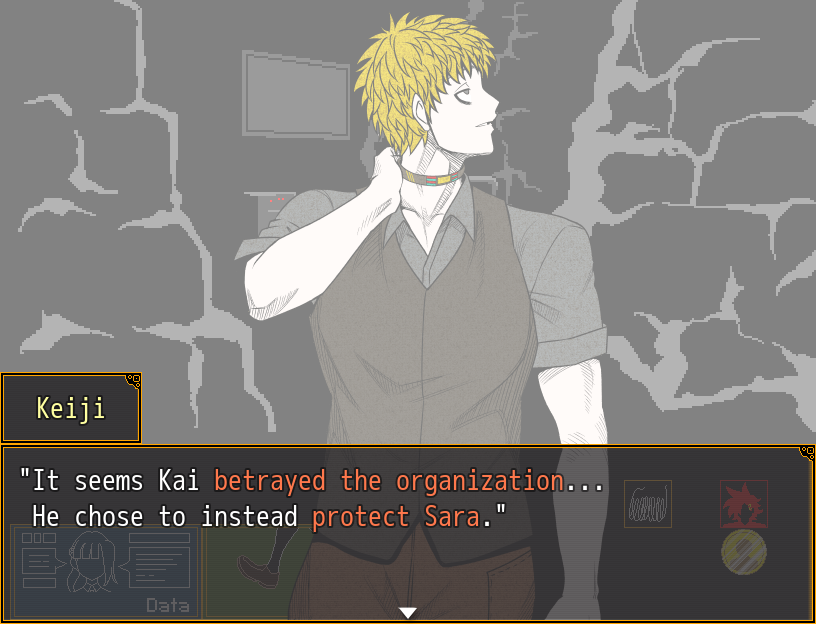 Keiji
"It seems Kai betrayed the organization...
He chose to instead protect Sara."
Data